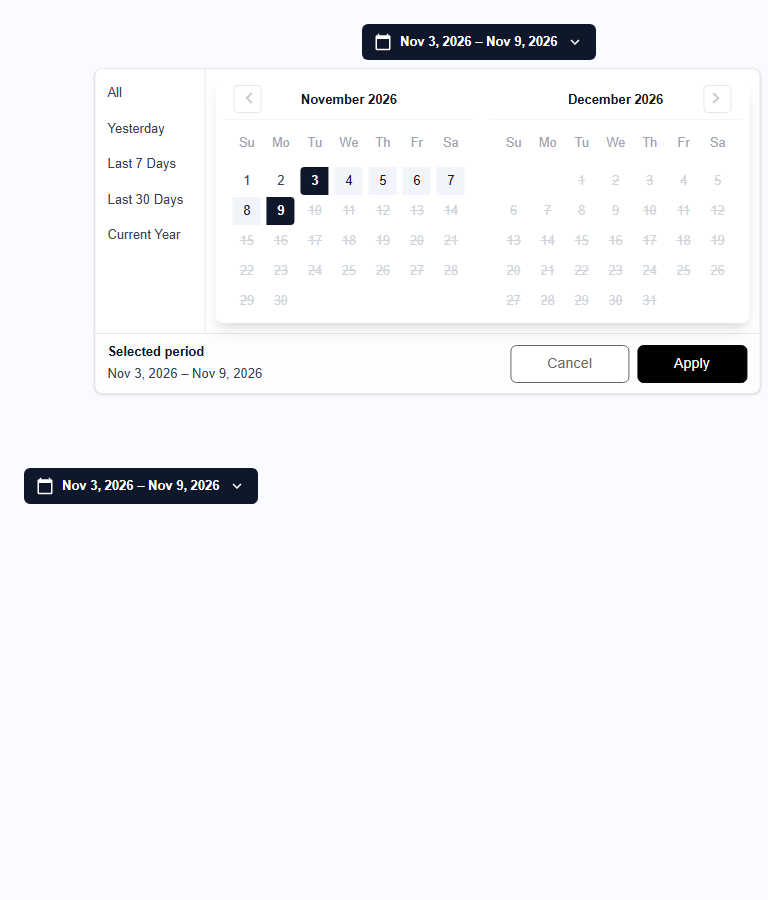 Nov 3, 2026 – Nov 9, 2026
All
Yesterday
Last 7 Days
Last 30 Days
Current Year
November 2026
Su Mo Tu We Th Fr Sa
1 2 3 4 5 6 7
8 9 10 11 12 13 14
15 16 17 18 19 20 21
22 23 24 25 26 27 28
29 30
December 2026
Su Mo Tu We Th Fr Sa
1 2 3 4 5
6 7 8 9 10 11 12
13 14 15 16 17 18 19
20 21 22 23 24 25 26
27 28 29 30 31
Selected period
Nov 3, 2026 – Nov 9, 2026
Cancel
Apply
Nov 3, 2026 – Nov 9, 2026